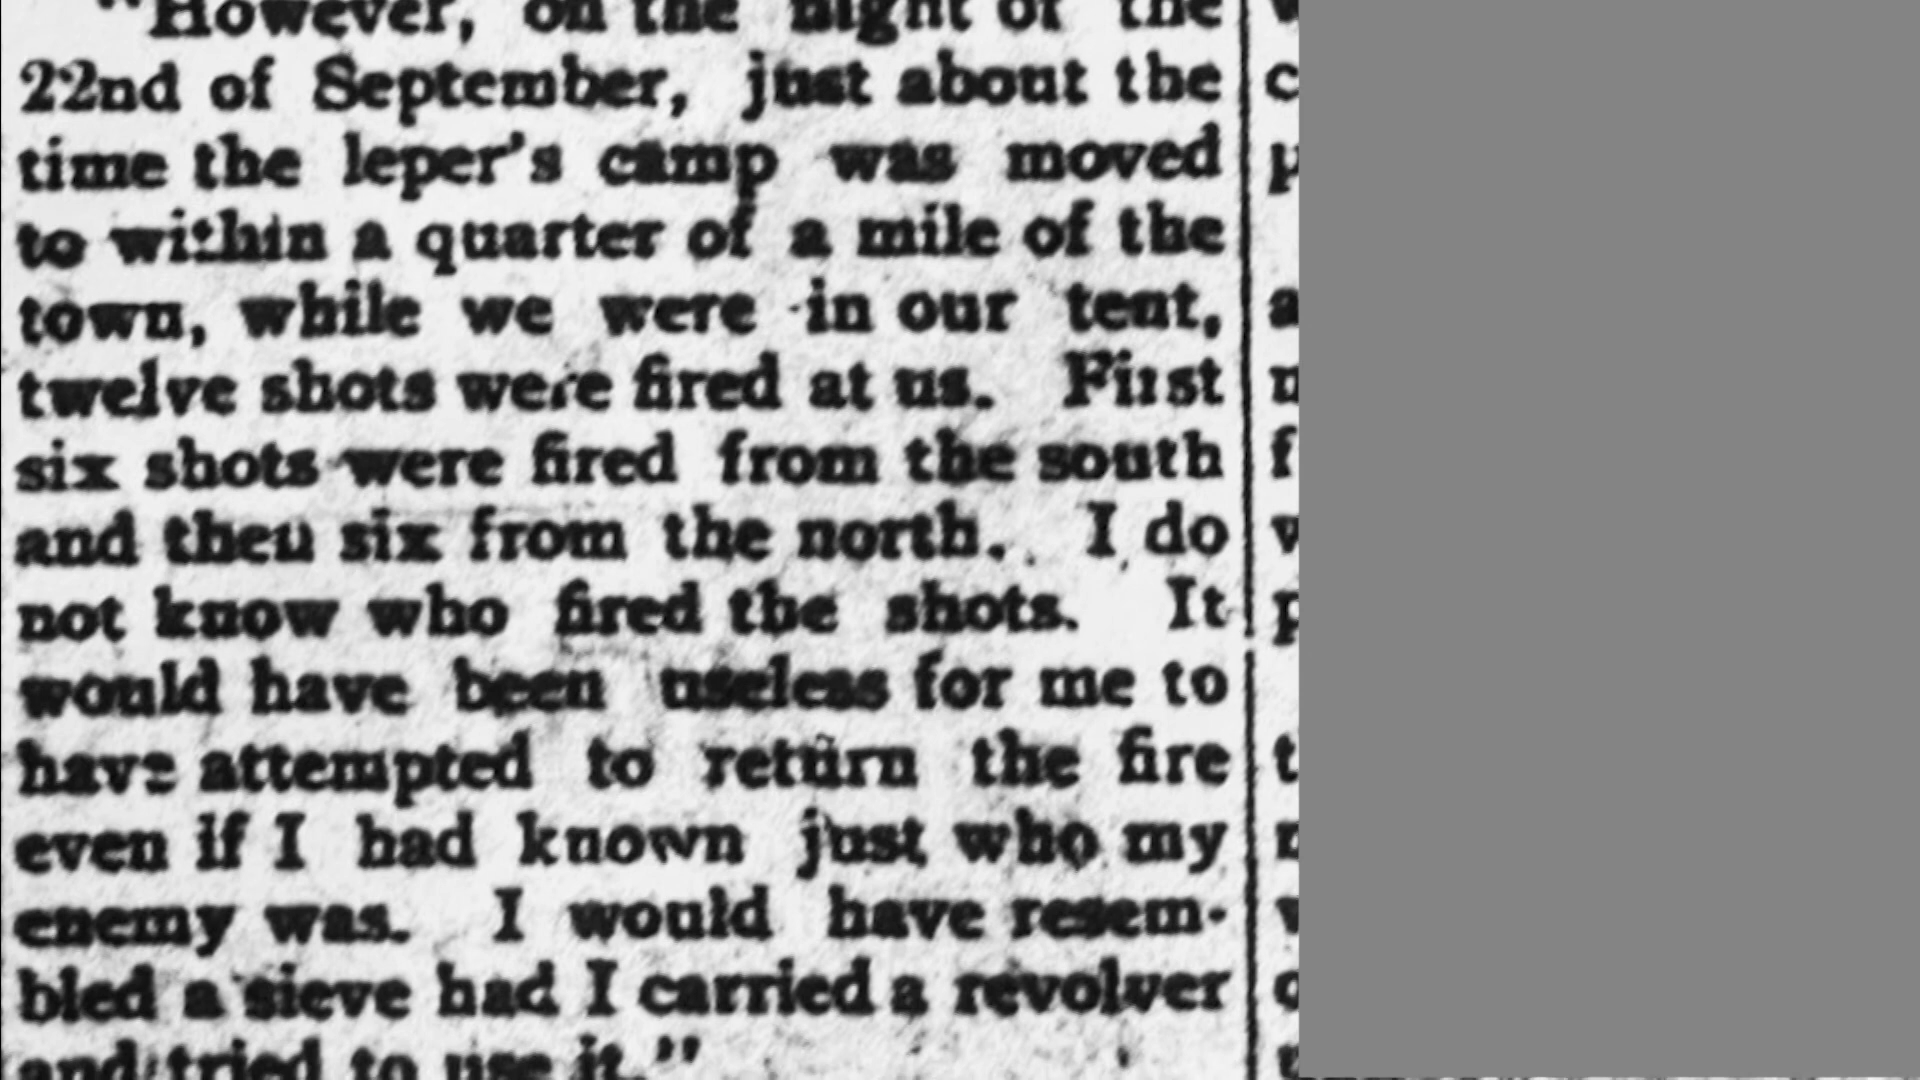 "However, on the night of the
22nd of September, just about the
time the leper's camp was moved
to within a quarter of a mile of the
town, while we were in our tent,
twelve shots were fired at us. First
six shots were fired from the south
and then six from the north. I do
not know who fired the shots. It
would have been useless for me to
have attempted to return the fire
even if I had known just who my
enemy was. I would have resem-
bled a sieve had I carried a revolver
and tried to use it."